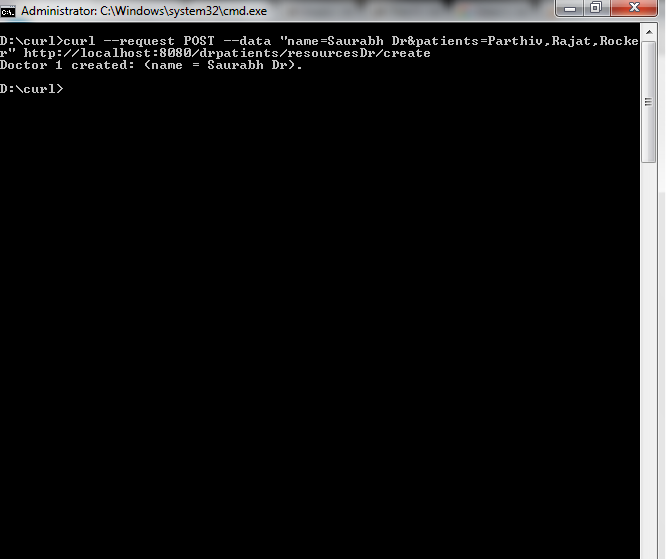 Administrator: C:\Windows\system32\cmd.exe
D:\curl>curl --request POST --data "name=Saurabh Dr&patients=Parthiv,Rajat,Rocke
r" http://localhost:8080/drpatients/resourcesDr/create
Doctor 1 created: (name = Saurabh Dr).
D:\curl>